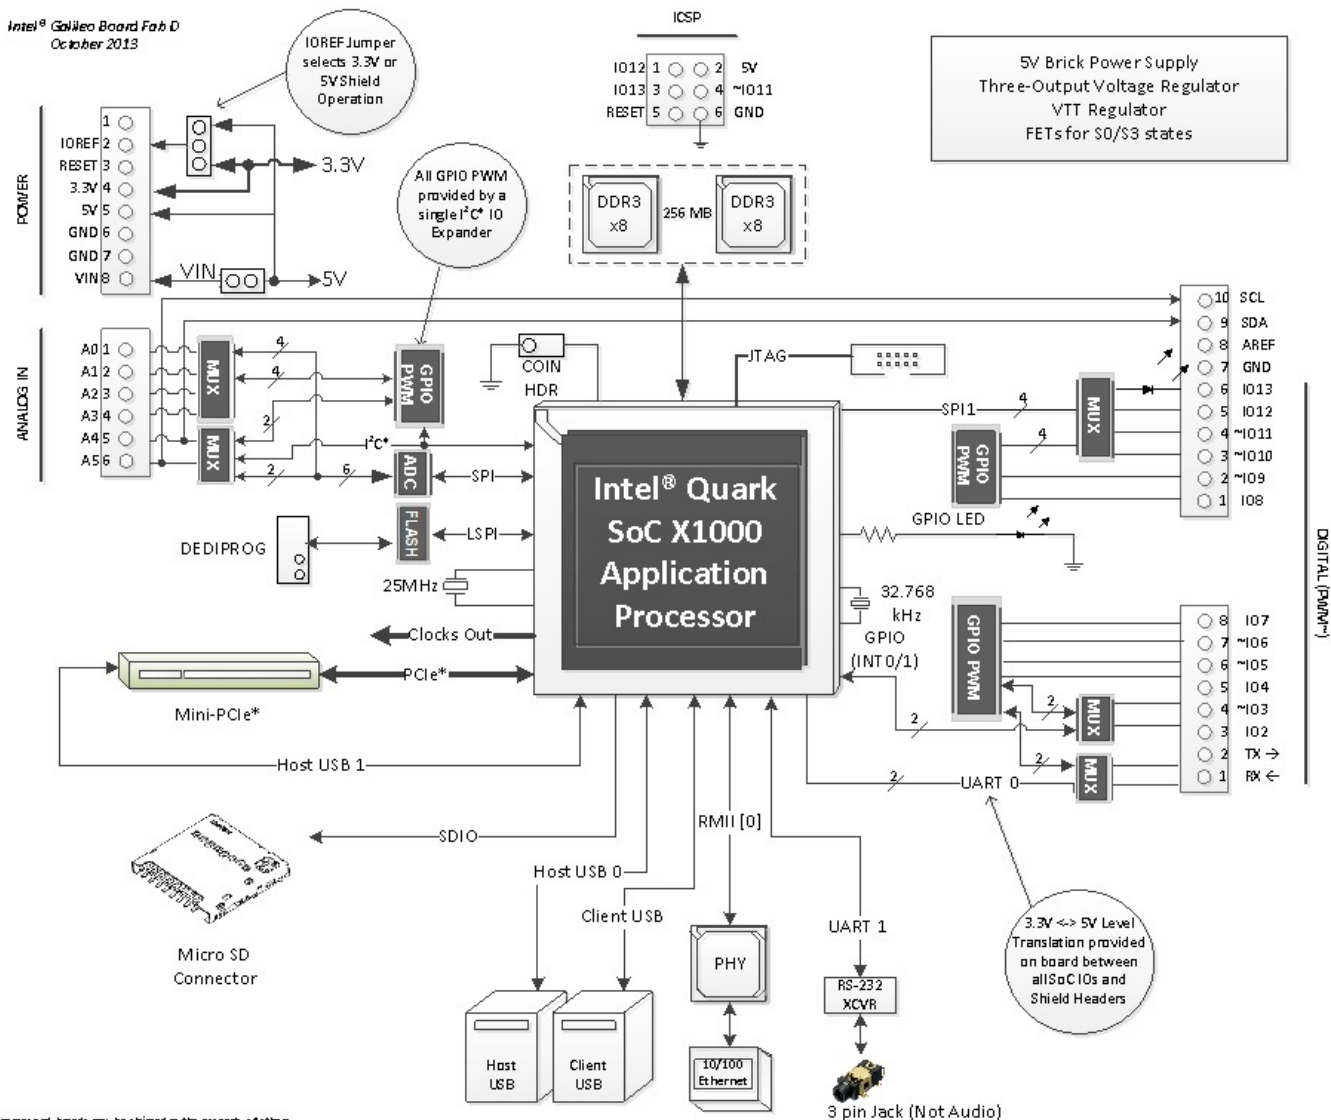 Intel® Galileo Board Fab D
October 2013
IOREF Jumper
selects 3.3V or
5V Shield
Operation
ICSP
IO12 1 2 5V
IO13 3 4 ~IO11
RESET 5 6 GND
5V Brick Power Supply
Three-Output Voltage Regulator
VTT Regulator
FETs for S0/S3 states
POWER
1
IOREF 2
RESET 3
3.3V 4
5V 5
GND 6
GND 7
VIN 8
3.3V
VIN
5V
All GPIO PWM
provided by a
single I²C* IO
Expander
DDR3
x8
256 MB
DDR3
x8
ANALOG IN
A0 1
A1 2
A2 3
A3 4
A4 5
A5 6
MUX
MUX
4
4
2
2
6
GPIO
PWM
I²C*
ADC
SPI
FLASH
LSPI
DEDIPROG
25MHz
COIN
HDR
JTAG
Intel® Quark
SoC X1000
Application
Processor
SPI1
4
4
MUX
GPIO
PWM
10 SCL
9 SDA
8 AREF
7 GND
6 IO13
5 IO12
4 ~IO11
3 ~IO10
2 ~IO9
1 IO8
GPIO LED
DIGITAL (PWM~)
32.768
kHz
GPIO
(INT0/1)
GPIO PWM
8 IO7
7 ~IO6
6 ~IO5
5 IO4
4 ~IO3
3 IO2
2 TX →
1 RX ←
2
2
MUX
2
MUX
2
UART 0
Clocks Out
PCIe*
Mini-PCIe*
Host USB 1
SDIO
Micro SD
Connector
Host USB 0
Client USB
RMII [0]
UART 1
PHY
RS-232
XCVR
3.3V <-> 5V Level
Translation provided
on board between
all SoC IOs and
Shield Headers
Host
USB
Client
USB
10/100
Ethernet
3 pin Jack (Not Audio)